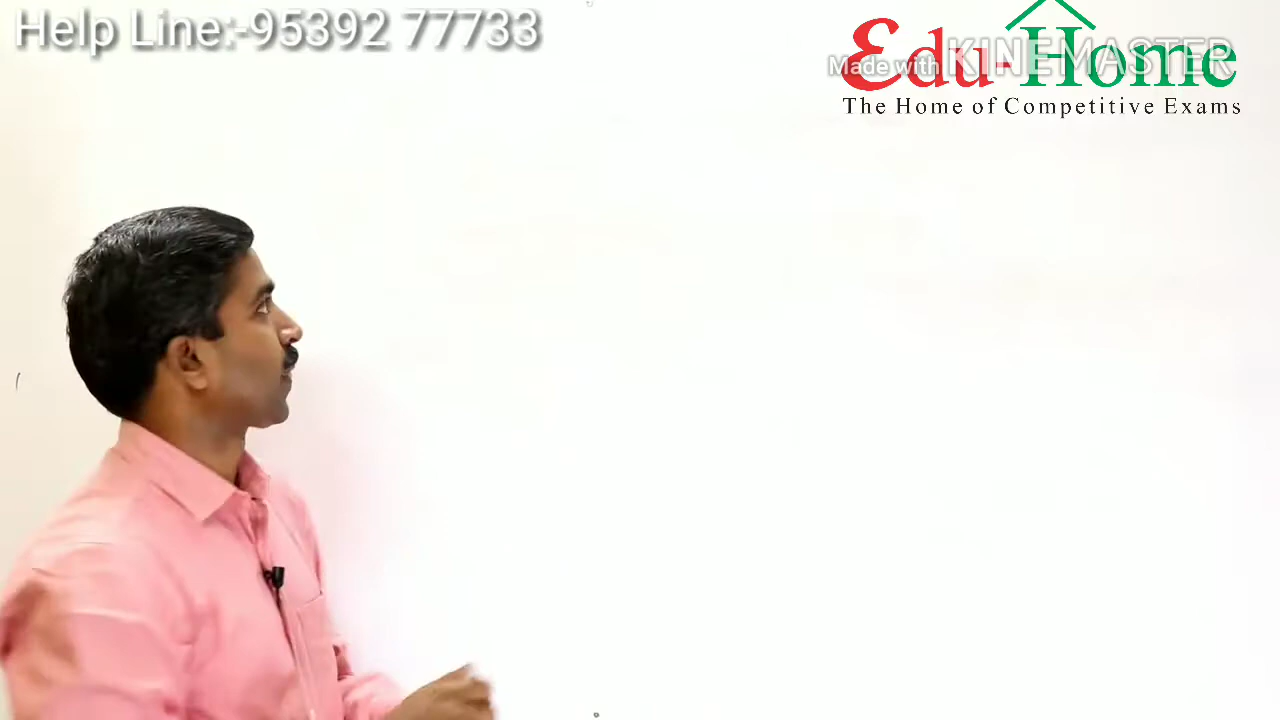 Help Line:-95392 77733
Edu-Home
Made with KINEMASTER
The Home of Competitive Exams